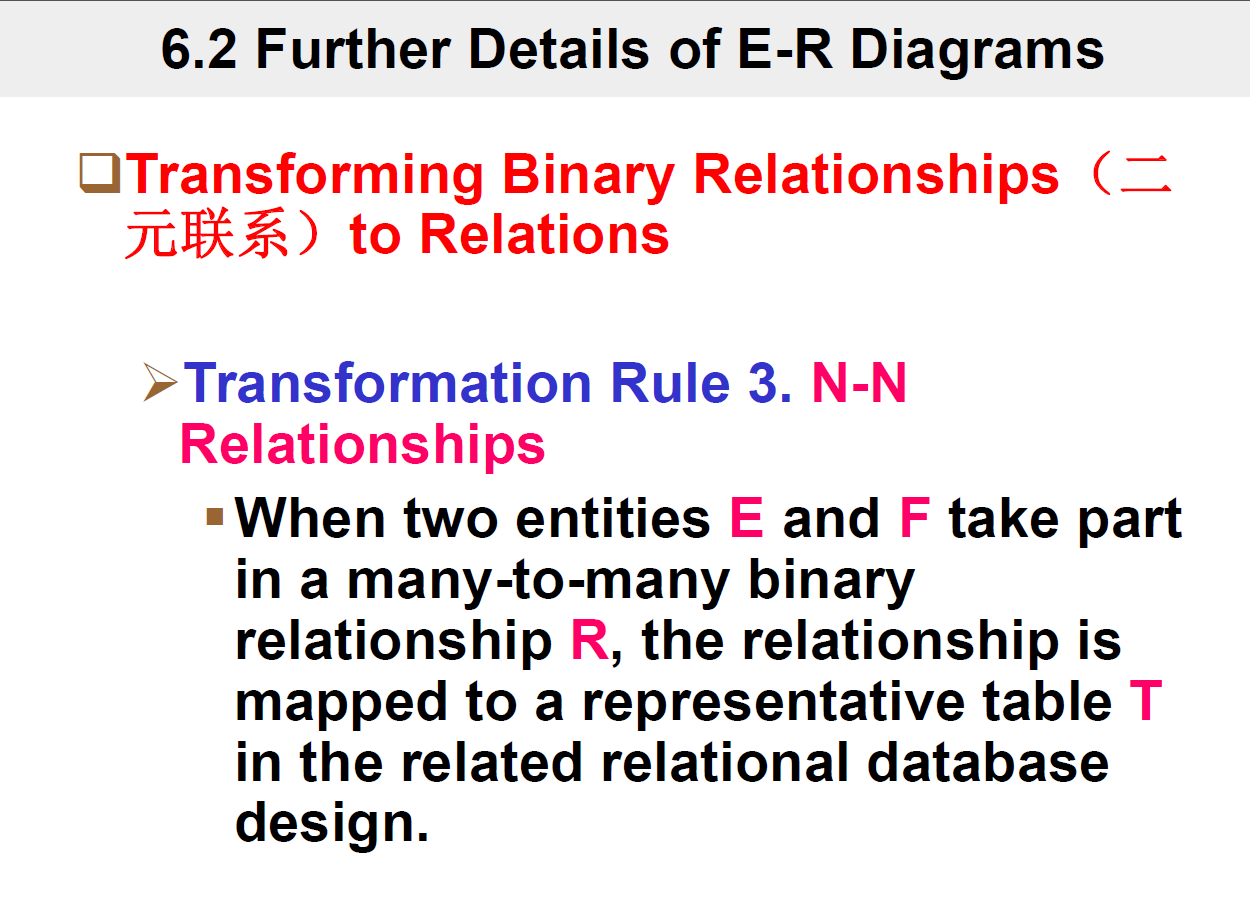 6.2 Further Details of E-R Diagrams
Transforming Binary Relationships（二
元联系）to Relations
Transformation Rule 3. N-N
Relationships
When two entities E and F take part
in a many-to-many binary
relationship R, the relationship is
mapped to a representative table T
in the related relational database
design.